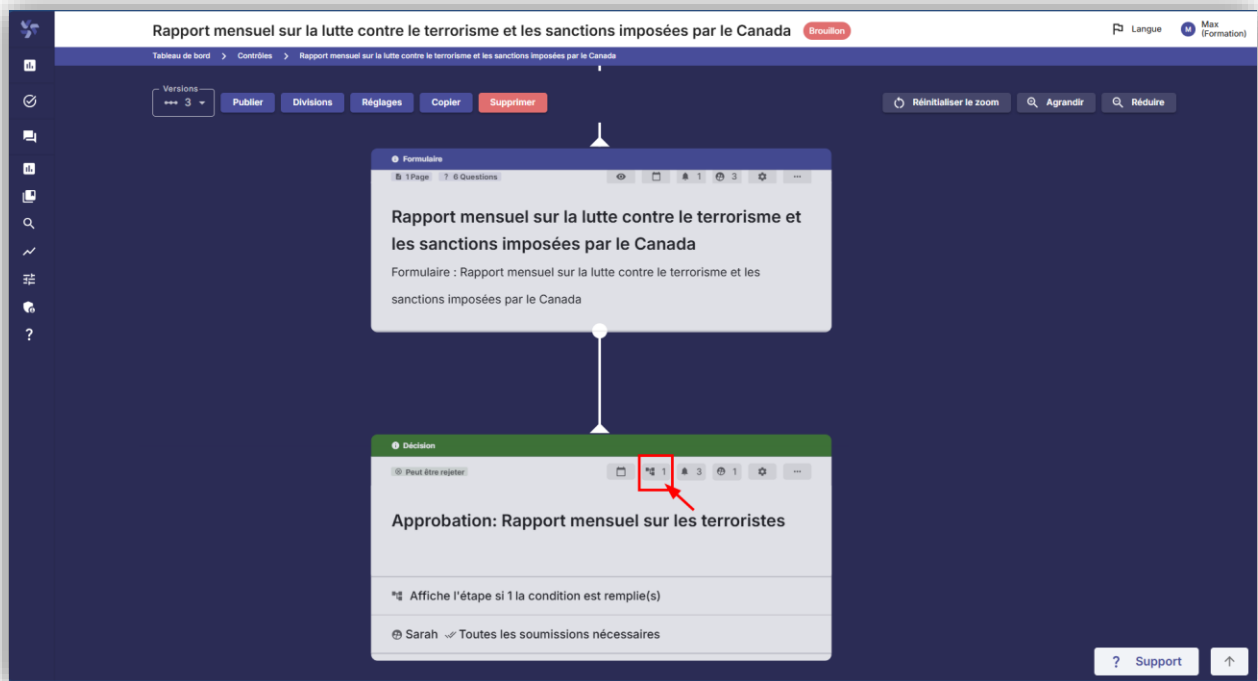 Rapport mensuel sur la lutte contre le terrorisme et les sanctions imposées par le Canada Brouillon
Langue
M Max
(Formation)
Tableau de bord > Contrôles > Rapport mensuel sur la lutte contre le terrorisme et les sanctions imposées par le Canada
Versions
3
Publier Divisions Réglages Copier Supprimer
Réinitialiser le zoom Agrandir Réduire
Formulaire
1 Page ? 6 Questions 1 3 ...
Rapport mensuel sur la lutte contre le terrorisme et
les sanctions imposées par le Canada
Formulaire : Rapport mensuel sur la lutte contre le terrorisme et les
sanctions imposées par le Canada
Décision
Peut être rejeter 1 3 1 ...
Approbation: Rapport mensuel sur les terroristes
Affiche l'étape si 1 la condition est remplie(s)
Sarah Toutes les soumissions nécessaires
?
? Support